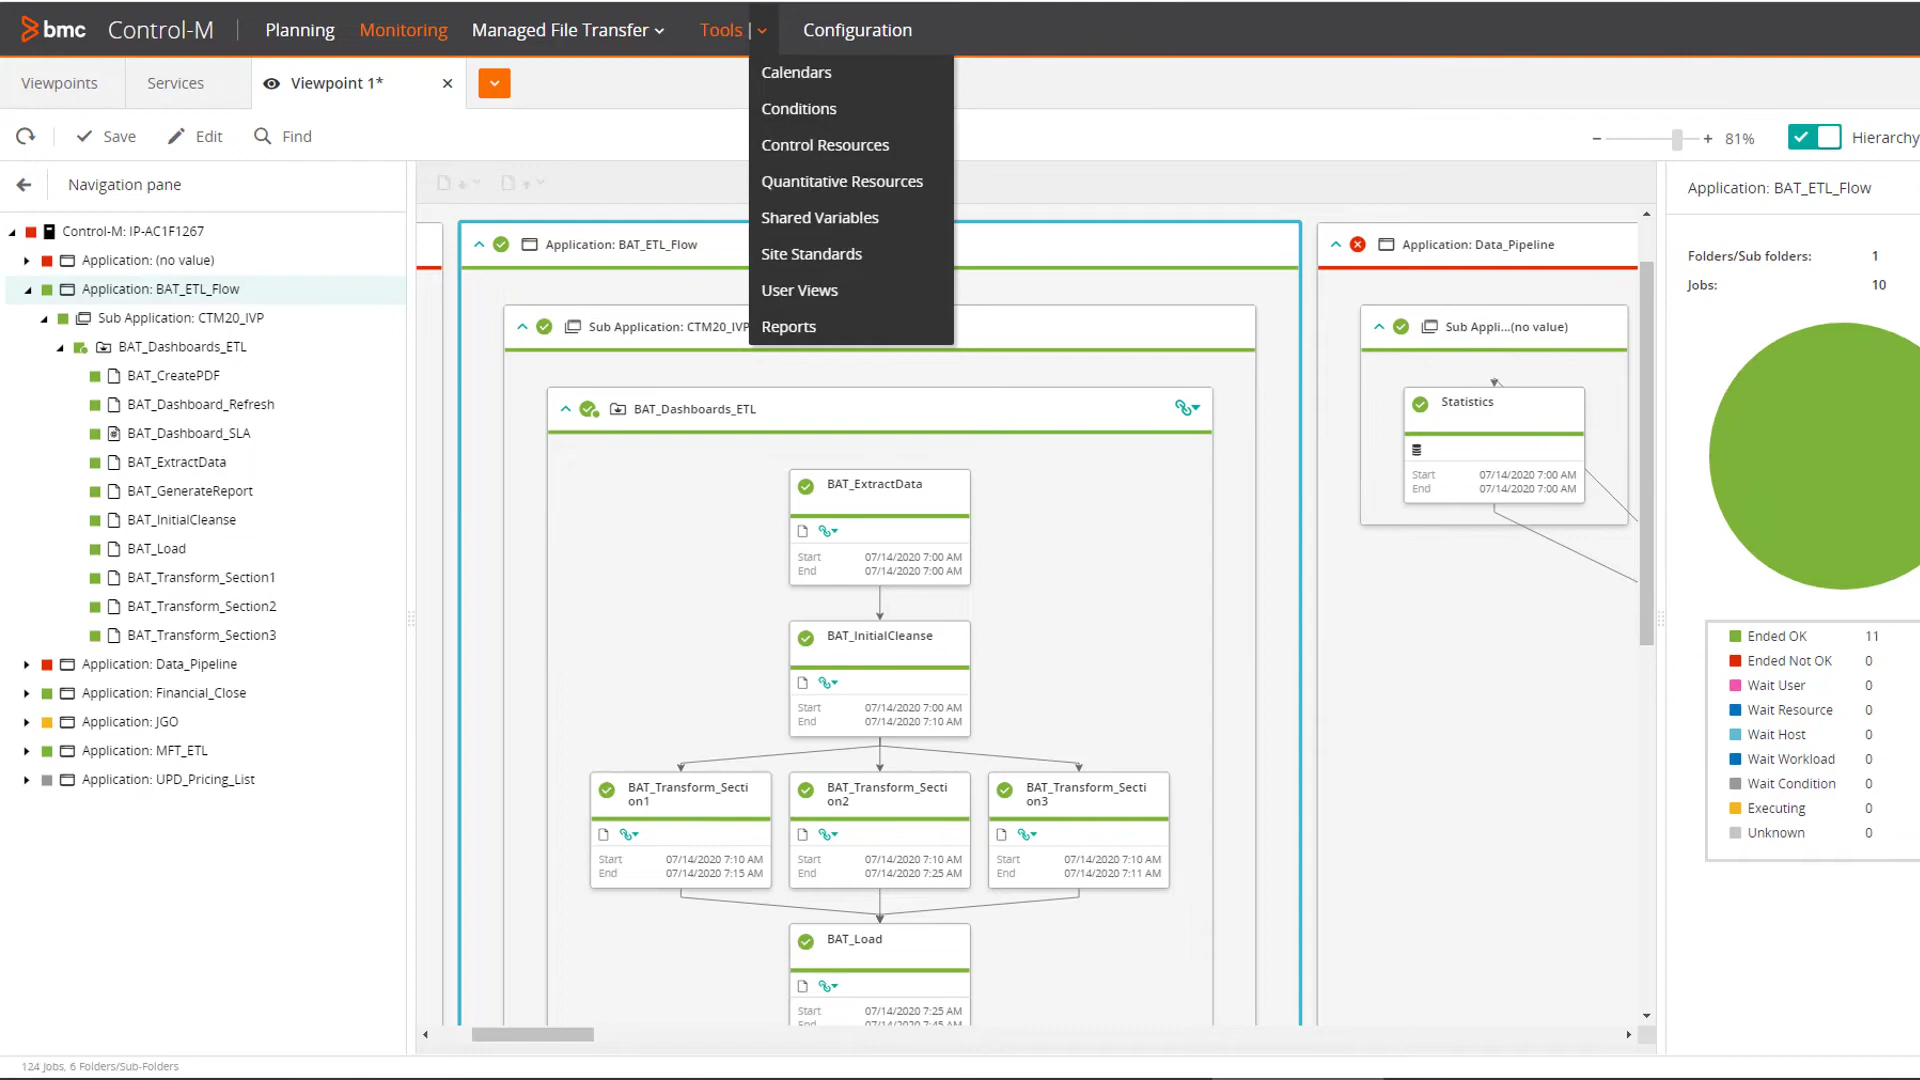 bmc Control-M Planning Monitoring Managed File Transfer Tools Configuration
Viewpoints Services Viewpoint 1*
Save Edit Find
81% Hierarchy
Calendars
Conditions
Control Resources
Quantitative Resources
Shared Variables
Site Standards
User Views
Reports
Navigation pane
Control-M: IP-AC1F1267
Application: (no value)
Application: BAT_ETL_Flow
Sub Application: CTM20_IVP
BAT_Dashboards_ETL
BAT_CreatePDF
BAT_Dashboard_Refresh
BAT_Dashboard_SLA
BAT_ExtractData
BAT_GenerateReport
BAT_InitialCleanse
BAT_Load
BAT_Transform_Section1
BAT_Transform_Section2
BAT_Transform_Section3
Application: Data_Pipeline
Application: Financial_Close
Application: JGO
Application: MFT_ETL
Application: UPD_Pricing_List
Application: BAT_ETL_Flow
Sub Application: CTM20_IVP
BAT_Dashboards_ETL
BAT_ExtractData
Start 07/14/2020 7:00 AM
End 07/14/2020 7:00 AM
BAT_InitialCleanse
Start 07/14/2020 7:00 AM
End 07/14/2020 7:10 AM
BAT_Transform_Secti
on1
Start 07/14/2020 7:10 AM
End 07/14/2020 7:15 AM
BAT_Transform_Secti
on2
Start 07/14/2020 7:10 AM
End 07/14/2020 7:25 AM
BAT_Transform_Secti
on3
Start 07/14/2020 7:10 AM
End 07/14/2020 7:11 AM
BAT_Load
Start 07/14/2020 7:25 AM
End 07/14/2020 7:45 AM
Application: Data_Pipeline
Sub Appli...(no value)
Statistics
Start 07/14/2020 7:00 AM
End 07/14/2020 7:00 AM
Application: BAT_ETL_Flow
Folders/Sub folders: 1
Jobs: 10
Ended OK 11
Ended Not OK 0
Wait User 0
Wait Resource 0
Wait Host 0
Wait Workload 0
Wait Condition 0
Executing 0
Unknown 0
124 Jobs, 6 Folders/Sub-Folders